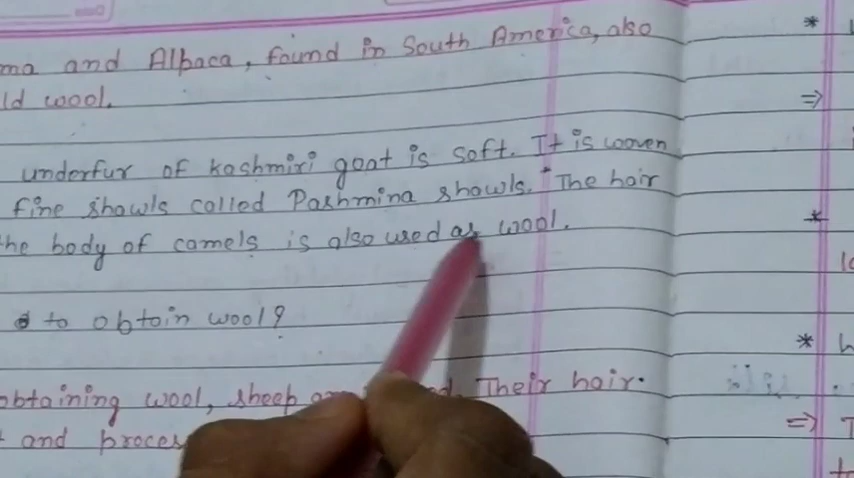 ma and Alpaca, found in South America, also
ld wool.
underfur of kashmiri goat is soft. It is woven
fine shawls called Pashmina shawls. The hair
he body of camels is also used as wool.
to obtain wool?
obtaining wool, sheep Their hair.
and proces